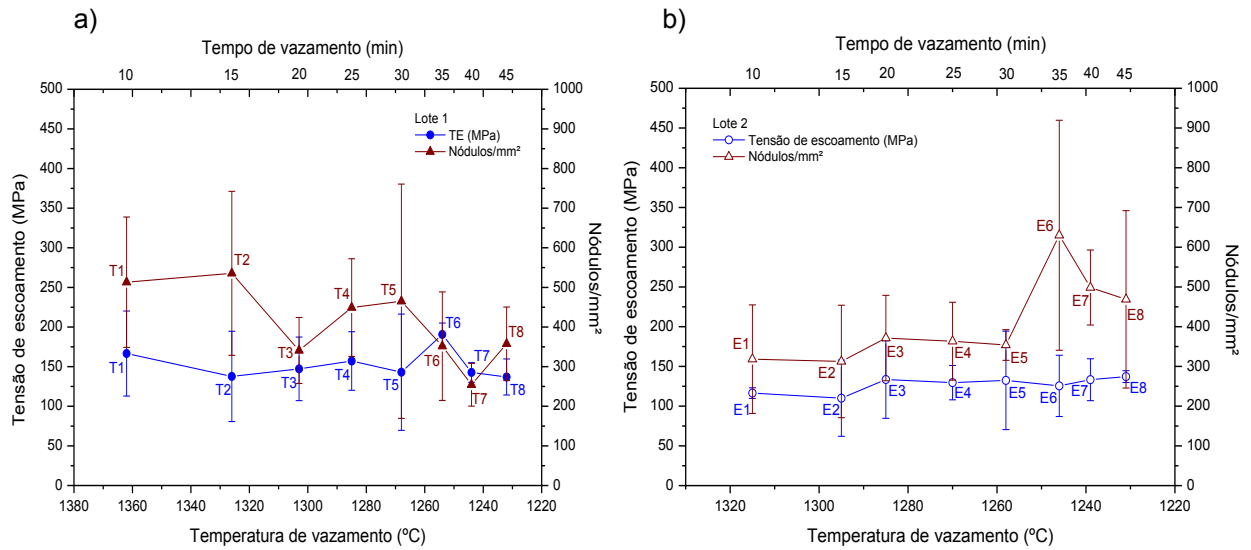 a)
Tempo de vazamento (min)
10 15 20 25 30 35 40 45
500 450 400 350 300 250 200 150 100 50 0
Tensão de escoamento (MPa)
Lote 1
TE (MPa)
Nódulos/mm²
T1 T2 T3 T4 T5 T6 T7 T8
T1 T2 T3 T4 T5 T6 T7 T8
1000 900 800 700 600 500 400 300 200 100 0
Nódulos/mm²
1380 1360 1340 1320 1300 1280 1260 1240 1220
Temperatura de vazamento (ºC)
b)
Tempo de vazamento (min)
10 15 20 25 30 35 40 45
500 450 400 350 300 250 200 150 100 50 0
Tensão de escoamento (MPa)
Lote 2
Tensão de escoamento (MPa)
Nódulos/mm²
E1 E2 E3 E4 E5 E6 E7 E8
E1 E2 E3 E4 E5 E6 E7 E8
1000 900 800 700 600 500 400 300 200 100 0
Nódulos/mm²
1320 1300 1280 1260 1240 1220
Temperatura de vazamento (ºC)